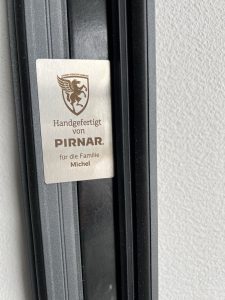 Handgefertigt
von
PIRNAR®
für die Familie
Michel